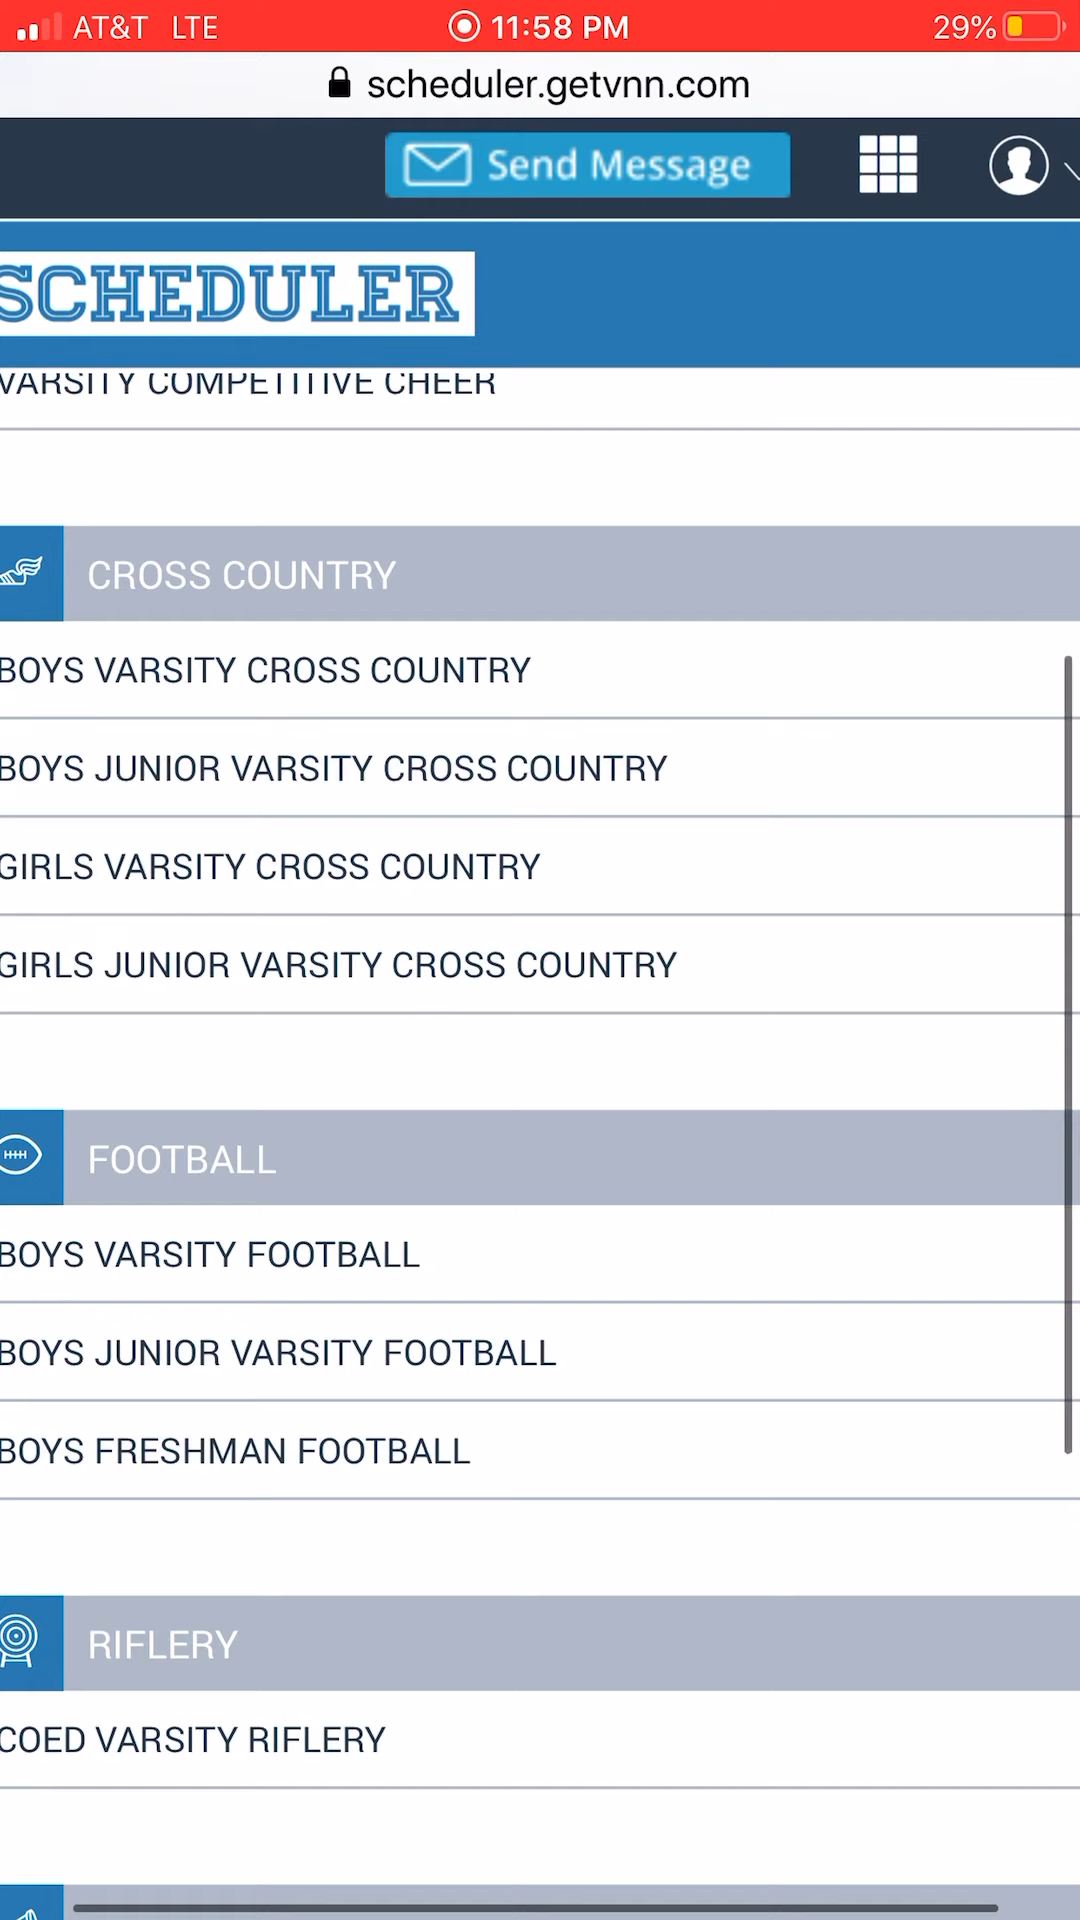 AT&T LTE 11:58 PM 29%
scheduler.getvnn.com
Send Message
SCHEDULER
VARSITY COMPETITIVE CHEER
CROSS COUNTRY
BOYS VARSITY CROSS COUNTRY
BOYS JUNIOR VARSITY CROSS COUNTRY
GIRLS VARSITY CROSS COUNTRY
GIRLS JUNIOR VARSITY CROSS COUNTRY
FOOTBALL
BOYS VARSITY FOOTBALL
BOYS JUNIOR VARSITY FOOTBALL
BOYS FRESHMAN FOOTBALL
RIFLERY
COED VARSITY RIFLERY